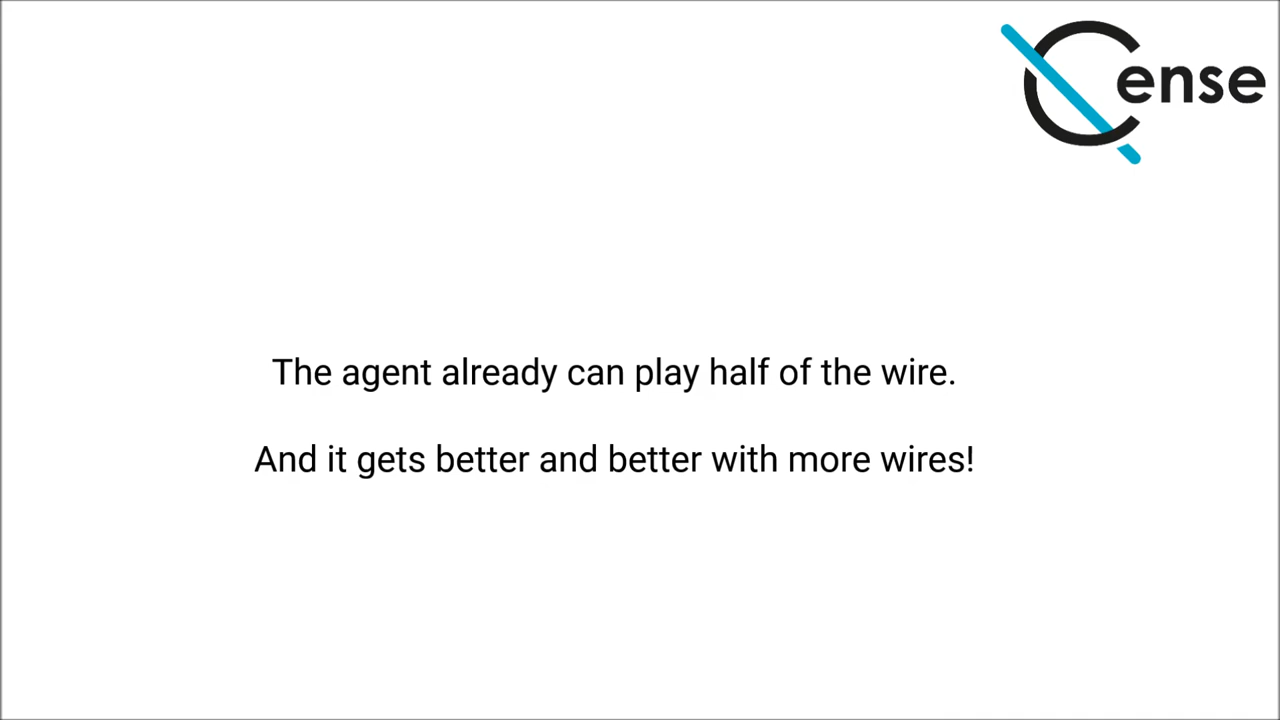 Cense
The agent already can play half of the wire.
And it gets better and better with more wires!